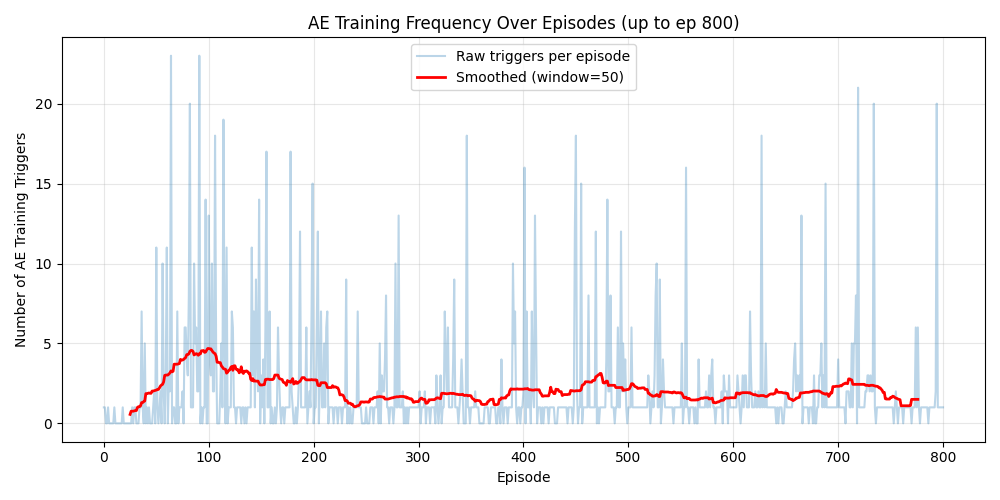 AE Training Frequency Over Episodes (up to ep 800)
Raw triggers per episode
Smoothed (window=50)
Number of AE Training Triggers
20
15
10
5
0
0 100 200 300 400 500 600 700 800
Episode